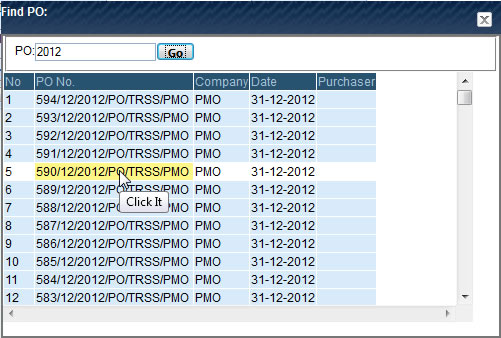 Find PO:
PO: 2012 Go
No PO No. Company Date Purchaser
1 594/12/2012/PO/TRSS/PMO PMO 31-12-2012
2 593/12/2012/PO/TRSS/PMO PMO 31-12-2012
3 592/12/2012/PO/TRSS/PMO PMO 31-12-2012
4 591/12/2012/PO/TRSS/PMO PMO 31-12-2012
5 590/12/2012/PO/TRSS/PMO PMO 31-12-2012
6 589/12/2012/PO/TRSS/PMO PMO 31-12-2012
Click It
7 588/12/2012/PO/TRSS/PMO PMO 31-12-2012
8 587/12/2012/PO/TRSS/PMO PMO 31-12-2012
9 586/12/2012/PO/TRSS/PMO PMO 31-12-2012
10 585/12/2012/PO/TRSS/PMO PMO 31-12-2012
11 584/12/2012/PO/TRSS/PMO PMO 31-12-2012
12 583/12/2012/PO/TRSS/PMO PMO 31-12-2012